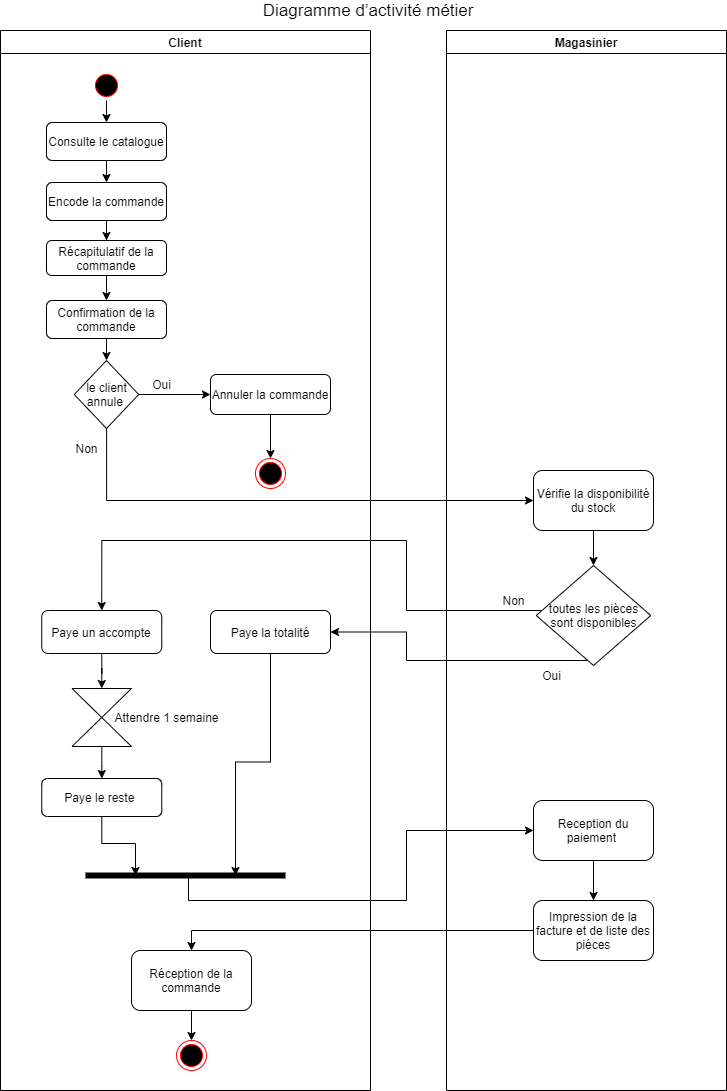 Diagramme d'activité métier
Client
Magasinier
Consulte le catalogue
Encode la commande
Récapitulatif de la
commande
Confirmation de la
commande
le client
annule
Oui
Annuler la commande
Non
Vérifie la disponibilité
du stock
toutes les pièces
sont disponibles
Non
Oui
Paye un accompte
Paye la totalité
Attendre 1 semaine
Paye le reste
Reception du
paiement
Impression de la
facture et de liste des
piéces
Réception de la
commande